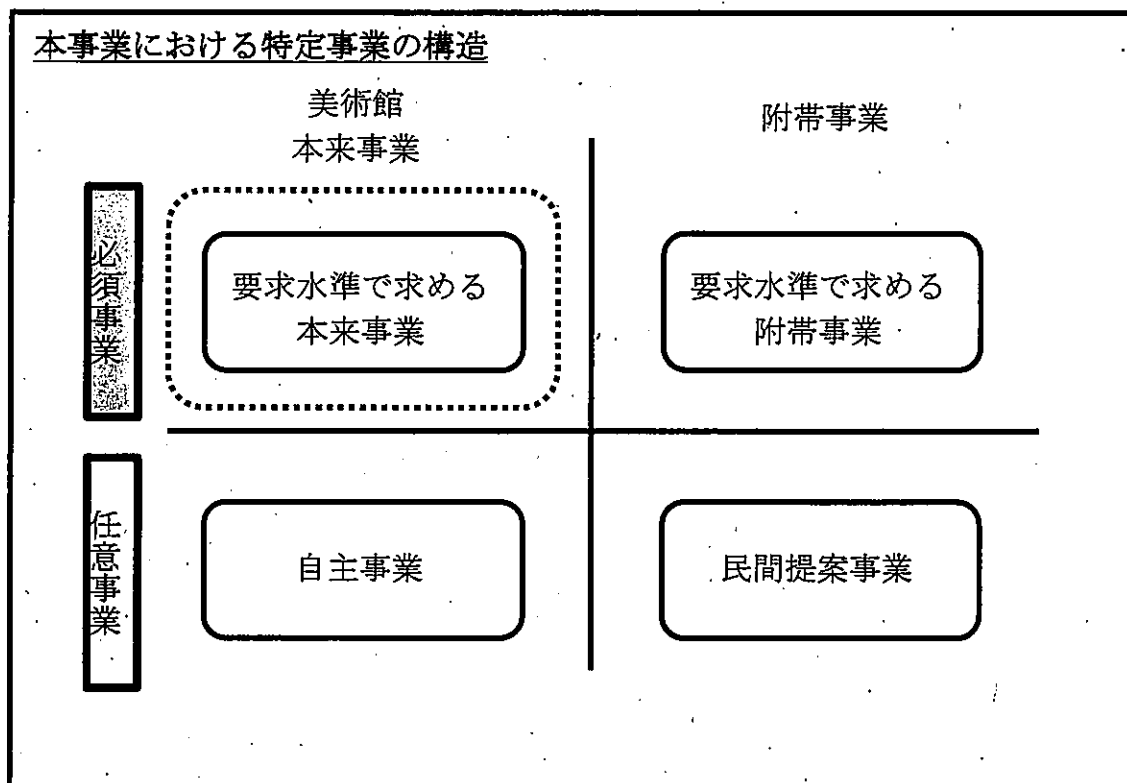 本事業における特定事業の構造
美術館
本来事業
附帯事業
必須事業
要求水準で求める
本来事業
要求水準で求める
附帯事業
任意事業
自主事業
民間提案事業